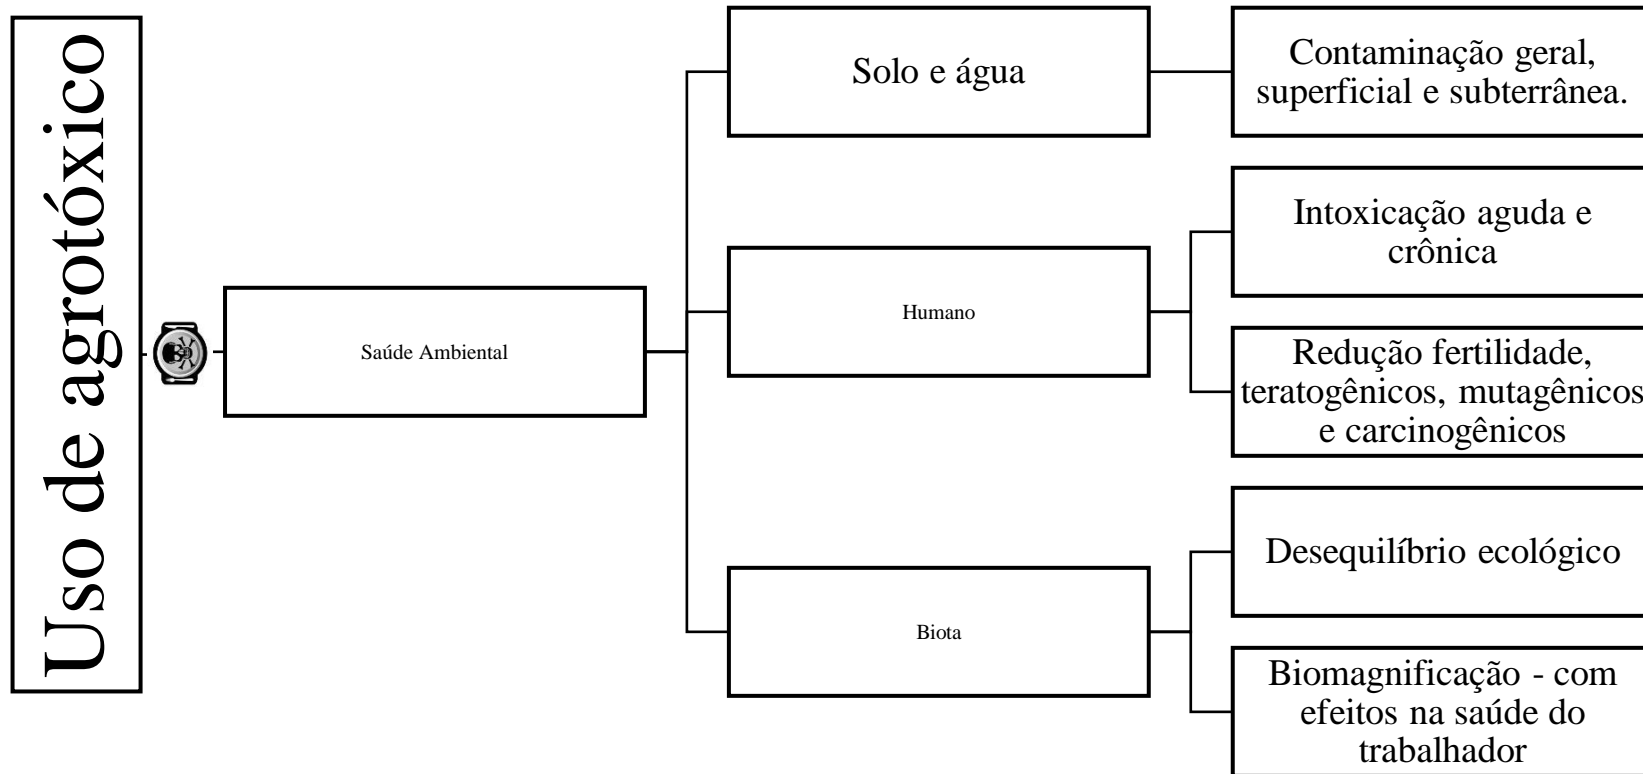 Uso de agrotóxico
Saúde Ambiental
Solo e água
Contaminação geral,
superficial e subterrânea.
Humano
Intoxicação aguda e
crônica
Redução fertilidade,
teratogênicos, mutagênicos
e carcinogênicos
Biota
Desequilíbrio ecológico
Biomagnificação - com
efeitos na saúde do
trabalhador